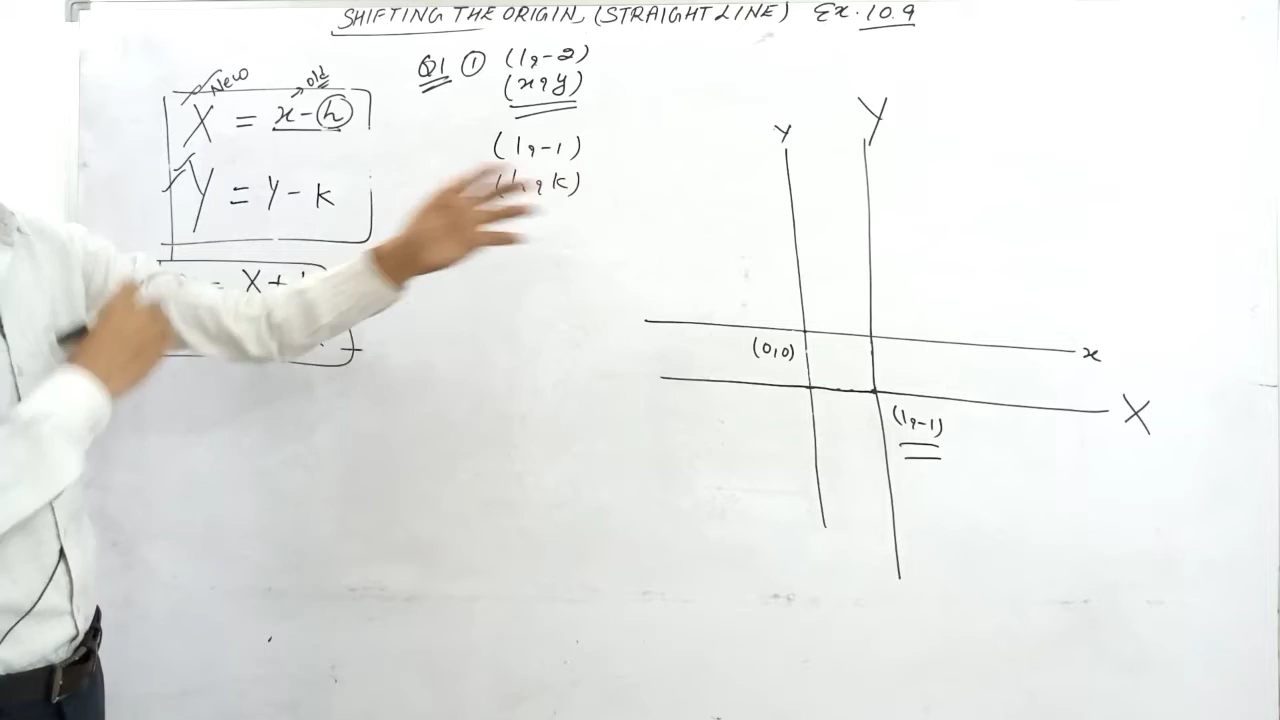 SHIFTING THE ORIGIN, (STRAIGHT LINE) Ex. 10.9
New
old
X = x - h
Y = y - k
X +
Q1 ① (1, -2)
(x, y)
(1, -1)
(h, k)
y
Y
(0,0)
x
X
(1, -1)